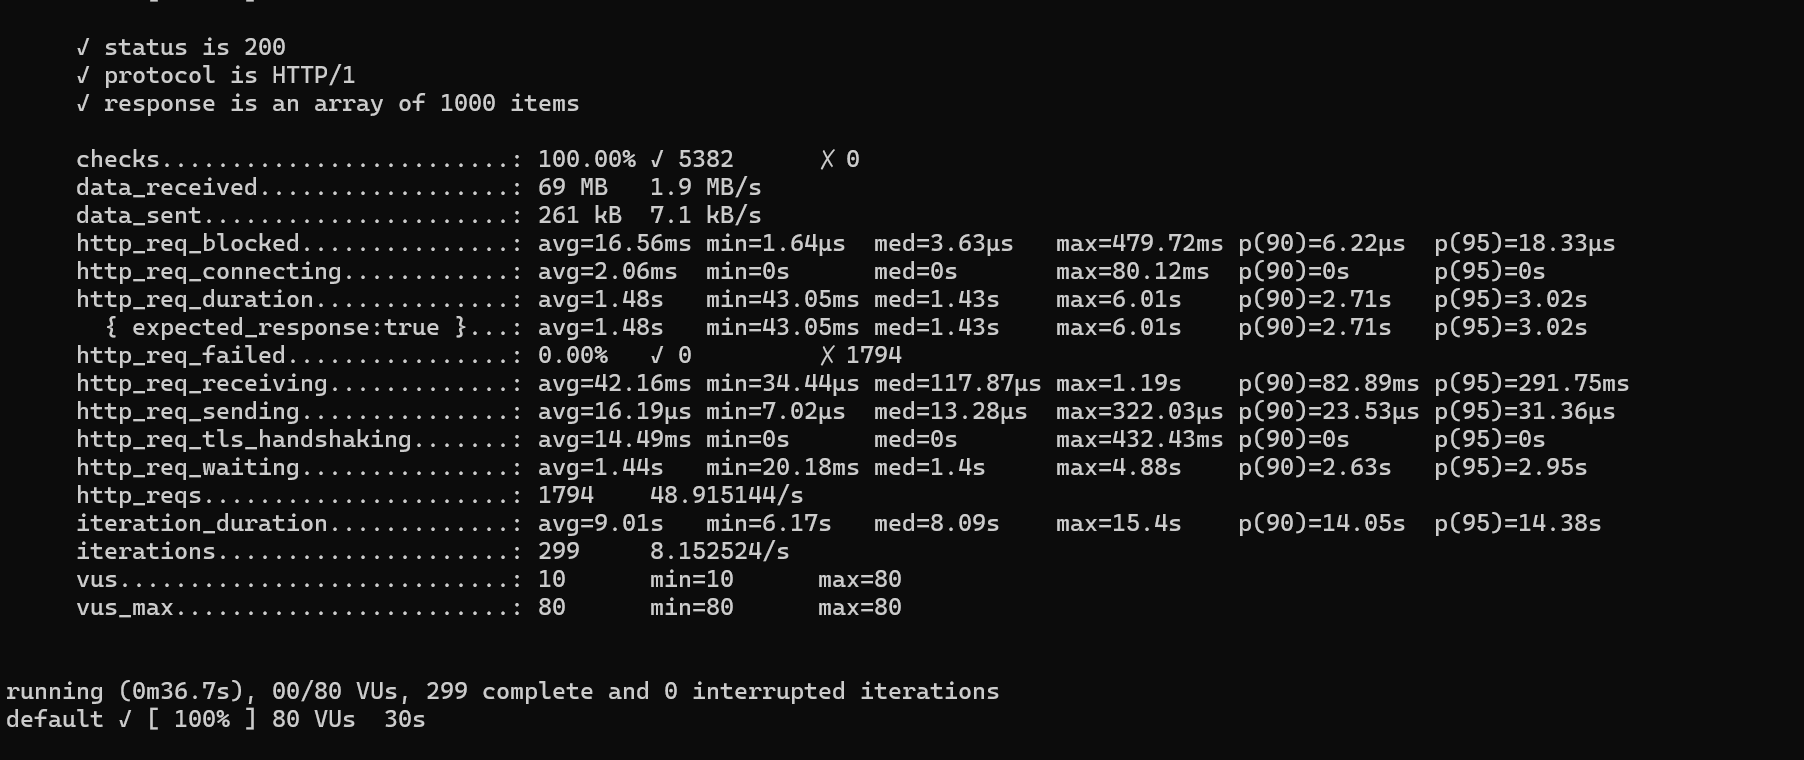 ✓ status is 200
✓ protocol is HTTP/1
✓ response is an array of 1000 items
checks.........................: 100.00% ✓ 5382      ✗ 0
data_received..................: 69 MB   1.9 MB/s
data_sent......................: 261 kB  7.1 kB/s
http_req_blocked...............: avg=16.56ms min=1.64µs  med=3.63µs   max=479.72ms p(90)=6.22µs  p(95)=18.33µs
http_req_connecting............: avg=2.06ms  min=0s      med=0s       max=80.12ms  p(90)=0s      p(95)=0s
http_req_duration..............: avg=1.48s   min=43.05ms med=1.43s    max=6.01s    p(90)=2.71s   p(95)=3.02s
{ expected_response:true }...: avg=1.48s   min=43.05ms med=1.43s    max=6.01s    p(90)=2.71s   p(95)=3.02s
http_req_failed................: 0.00%   ✓ 0         ✗ 1794
http_req_receiving.............: avg=42.16ms min=34.44µs med=117.87µs max=1.19s    p(90)=82.89ms p(95)=291.75ms
http_req_sending...............: avg=16.19µs min=7.02µs  med=13.28µs  max=322.03µs p(90)=23.53µs p(95)=31.36µs
http_req_tls_handshaking.......: avg=14.49ms min=0s      med=0s       max=432.43ms p(90)=0s      p(95)=0s
http_req_waiting...............: avg=1.44s   min=20.18ms med=1.4s     max=4.88s    p(90)=2.63s   p(95)=2.95s
http_reqs......................: 1794    48.915144/s
iteration_duration.............: avg=9.01s   min=6.17s   med=8.09s    max=15.4s    p(90)=14.05s  p(95)=14.38s
iterations.....................: 299     8.152524/s
vus............................: 10      min=10      max=80
vus_max........................: 80      min=80      max=80
running (0m36.7s), 00/80 VUs, 299 complete and 0 interrupted iterations
default ✓ [ 100% ] 80 VUs  30s